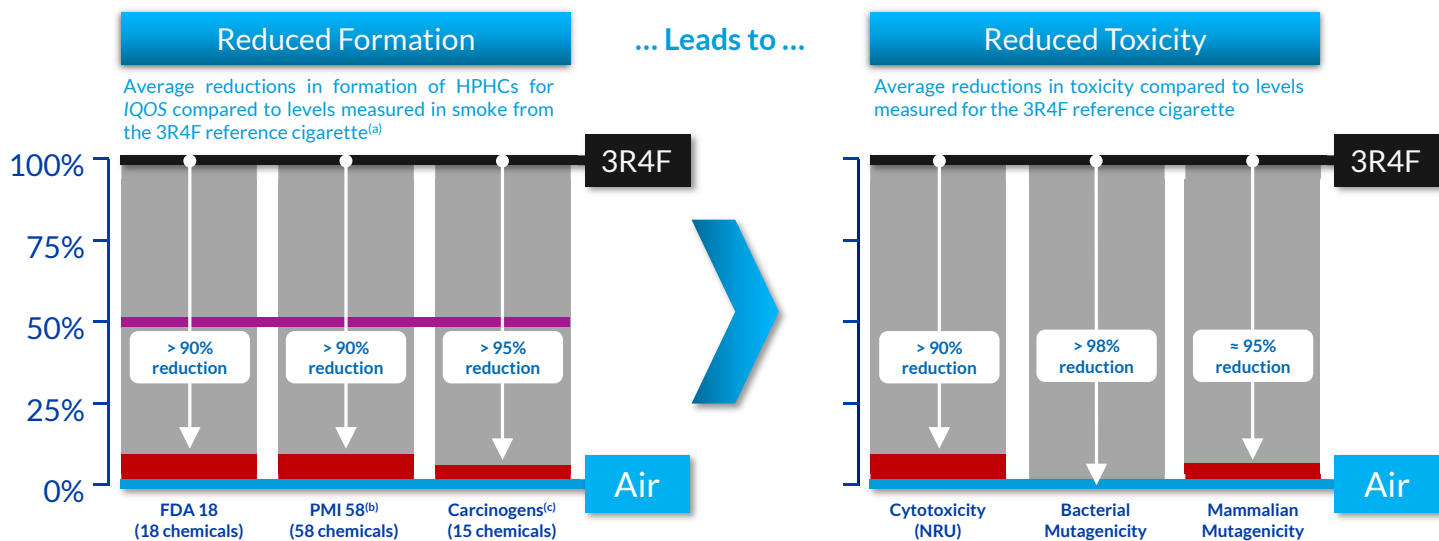 Reduced Formation
... Leads to ...
Reduced Toxicity
Average reductions in formation of HPHCs for
IQOS compared to levels measured in smoke from
the 3R4F reference cigarette(a)
Average reductions in toxicity compared to levels
measured for the 3R4F reference cigarette
100%
75%
50%
25%
0%
3R4F
> 90%
reduction
> 90%
reduction
> 95%
reduction
Air
FDA 18
(18 chemicals)
PMI 58(b)
(58 chemicals)
Carcinogens(c)
(15 chemicals)
3R4F
> 90%
reduction
> 98%
reduction
≈ 95%
reduction
Air
Cytotoxicity
(NRU)
Bacterial
Mutagenicity
Mammalian
Mutagenicity